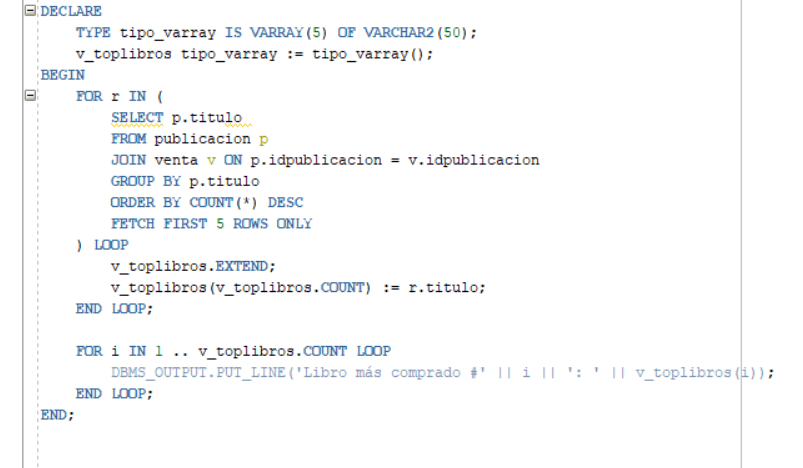 DECLARE
    TYPE tipo_varray IS VARRAY(5) OF VARCHAR2(50);
    v_toplibros tipo_varray := tipo_varray();
BEGIN
    FOR r IN (
        SELECT p.titulo
        FROM publicacion p
        JOIN venta v ON p.idpublicacion = v.idpublicacion
        GROUP BY p.titulo
        ORDER BY COUNT(*) DESC
        FETCH FIRST 5 ROWS ONLY
    ) LOOP
        v_toplibros.EXTEND;
        v_toplibros(v_toplibros.COUNT) := r.titulo;
    END LOOP;

    FOR i IN 1 .. v_toplibros.COUNT LOOP
        DBMS_OUTPUT.PUT_LINE('Libro más comprado #' || i || ': ' || v_toplibros(i));
    END LOOP;
END;